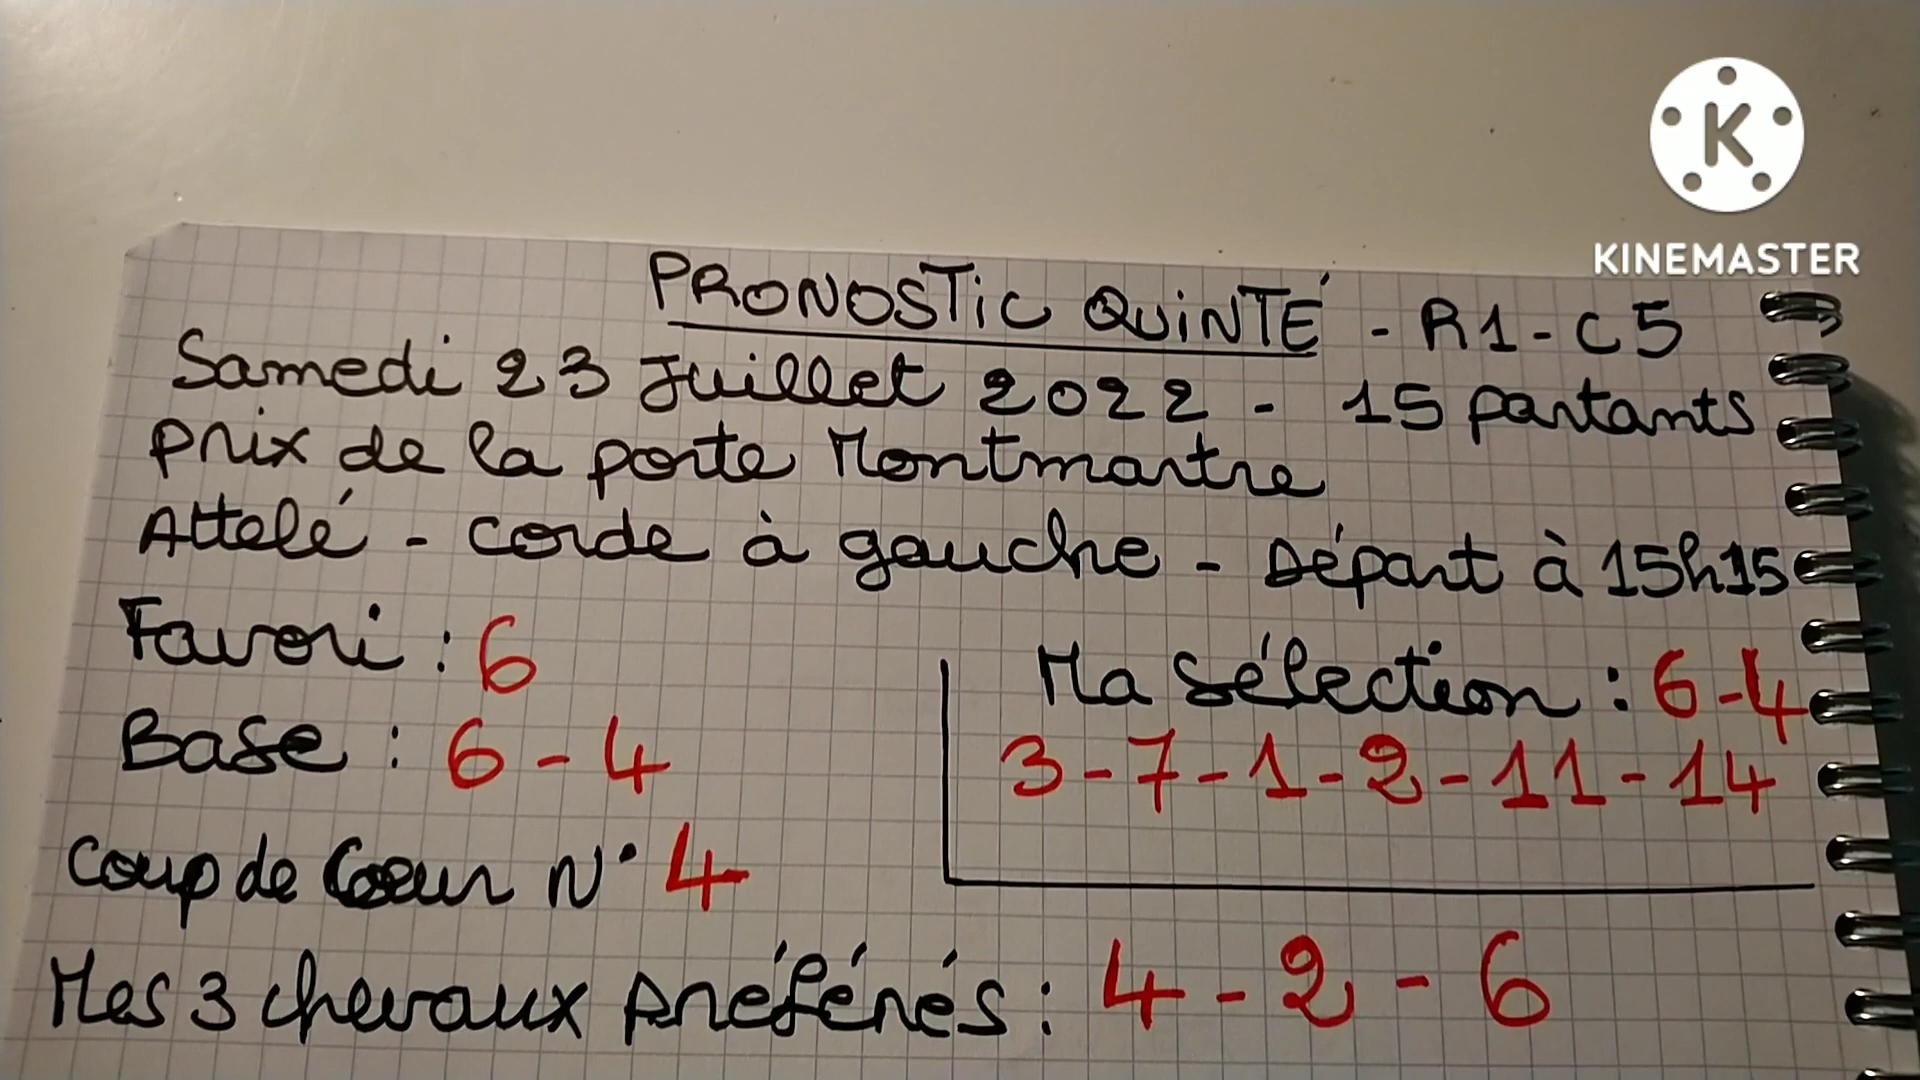 KINEMASTER
PRONOSTIC QUINTÉ - R1 - C5
Samedi 23 Juillet 2022 - 15 partants
Prix de la porte Montmartre
Attelé - corde à gauche - Départ à 15h15
Favori : 6
Base : 6 - 4
Coup de Coeur N° 4
Ma sélection : 6 - 4
3 - 7 - 1 - 2 - 11 - 14
Mes 3 chevaux préférés : 4 - 2 - 6